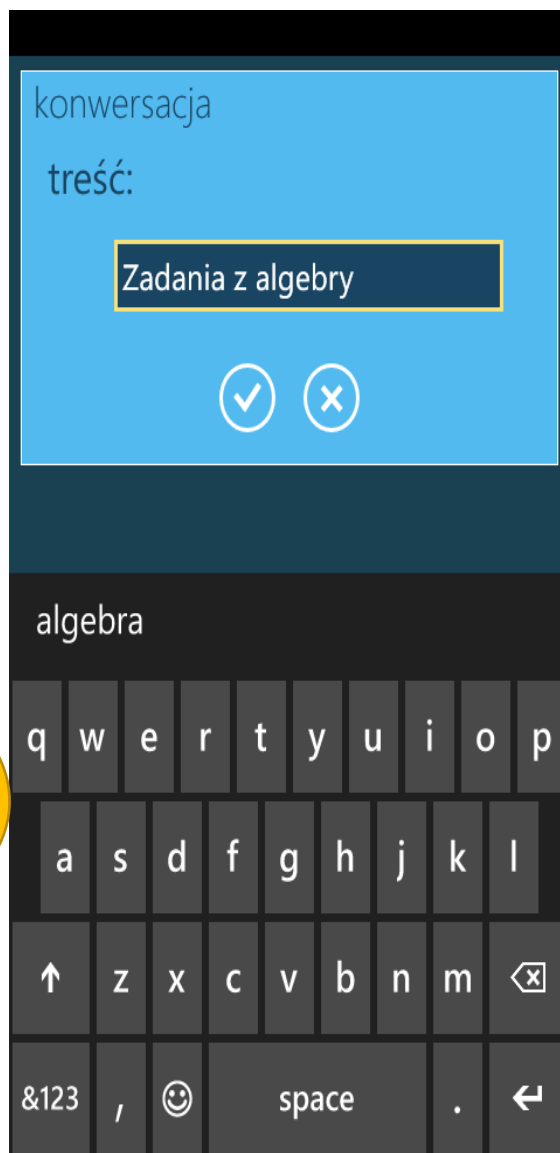 konwersacja
treść:
Zadania z algebry
algebra
q w e r t y u i o p
a s d f g h j k l
z x c v b n m
&123 , space .